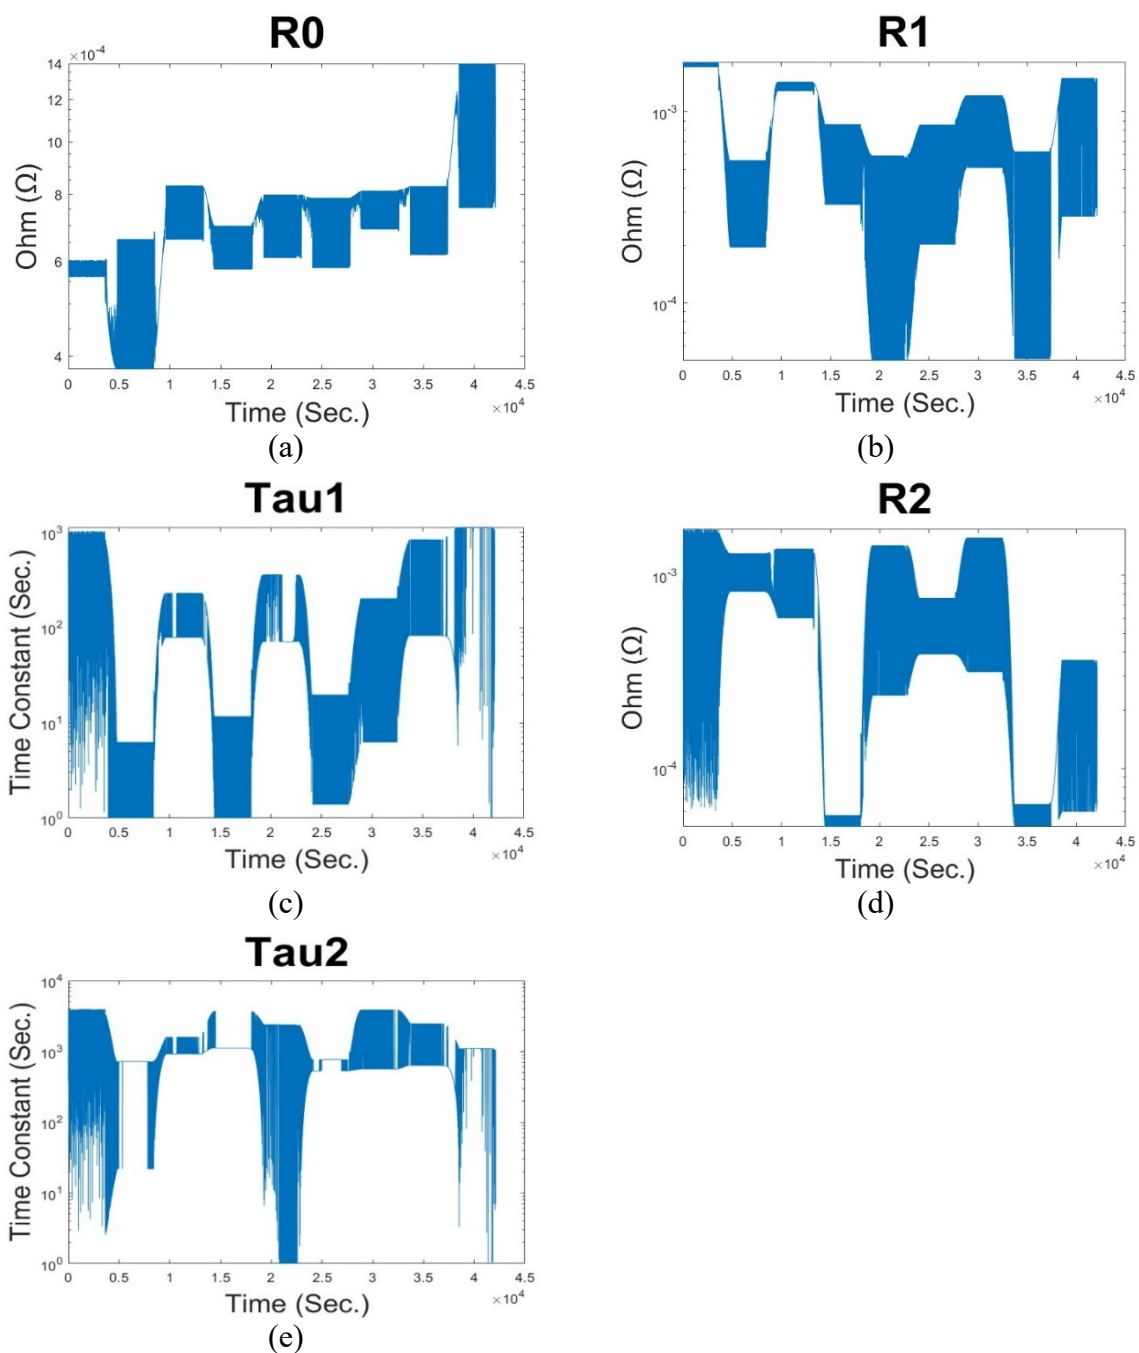 R0
×10⁻⁴
14
12
10
8
6
4
Ohm (Ω)
0 0.5 1 1.5 2 2.5 3 3.5 4 4.5
×10⁴
Time (Sec.)
(a)
R1
10⁻³
10⁻⁴
Ohm (Ω)
0 0.5 1 1.5 2 2.5 3 3.5 4 4.5
×10⁴
Time (Sec.)
(b)
Tau1
10³
10²
10¹
10⁰
Time Constant (Sec.)
0 0.5 1 1.5 2 2.5 3 3.5 4 4.5
×10⁴
Time (Sec.)
(c)
R2
10⁻³
10⁻⁴
Ohm (Ω)
0 0.5 1 1.5 2 2.5 3 3.5 4 4.5
×10⁴
Time (Sec.)
(d)
Tau2
10⁴
10³
10²
10¹
10⁰
Time Constant (Sec.)
0 0.5 1 1.5 2 2.5 3 3.5 4 4.5
×10⁴
Time (Sec.)
(e)